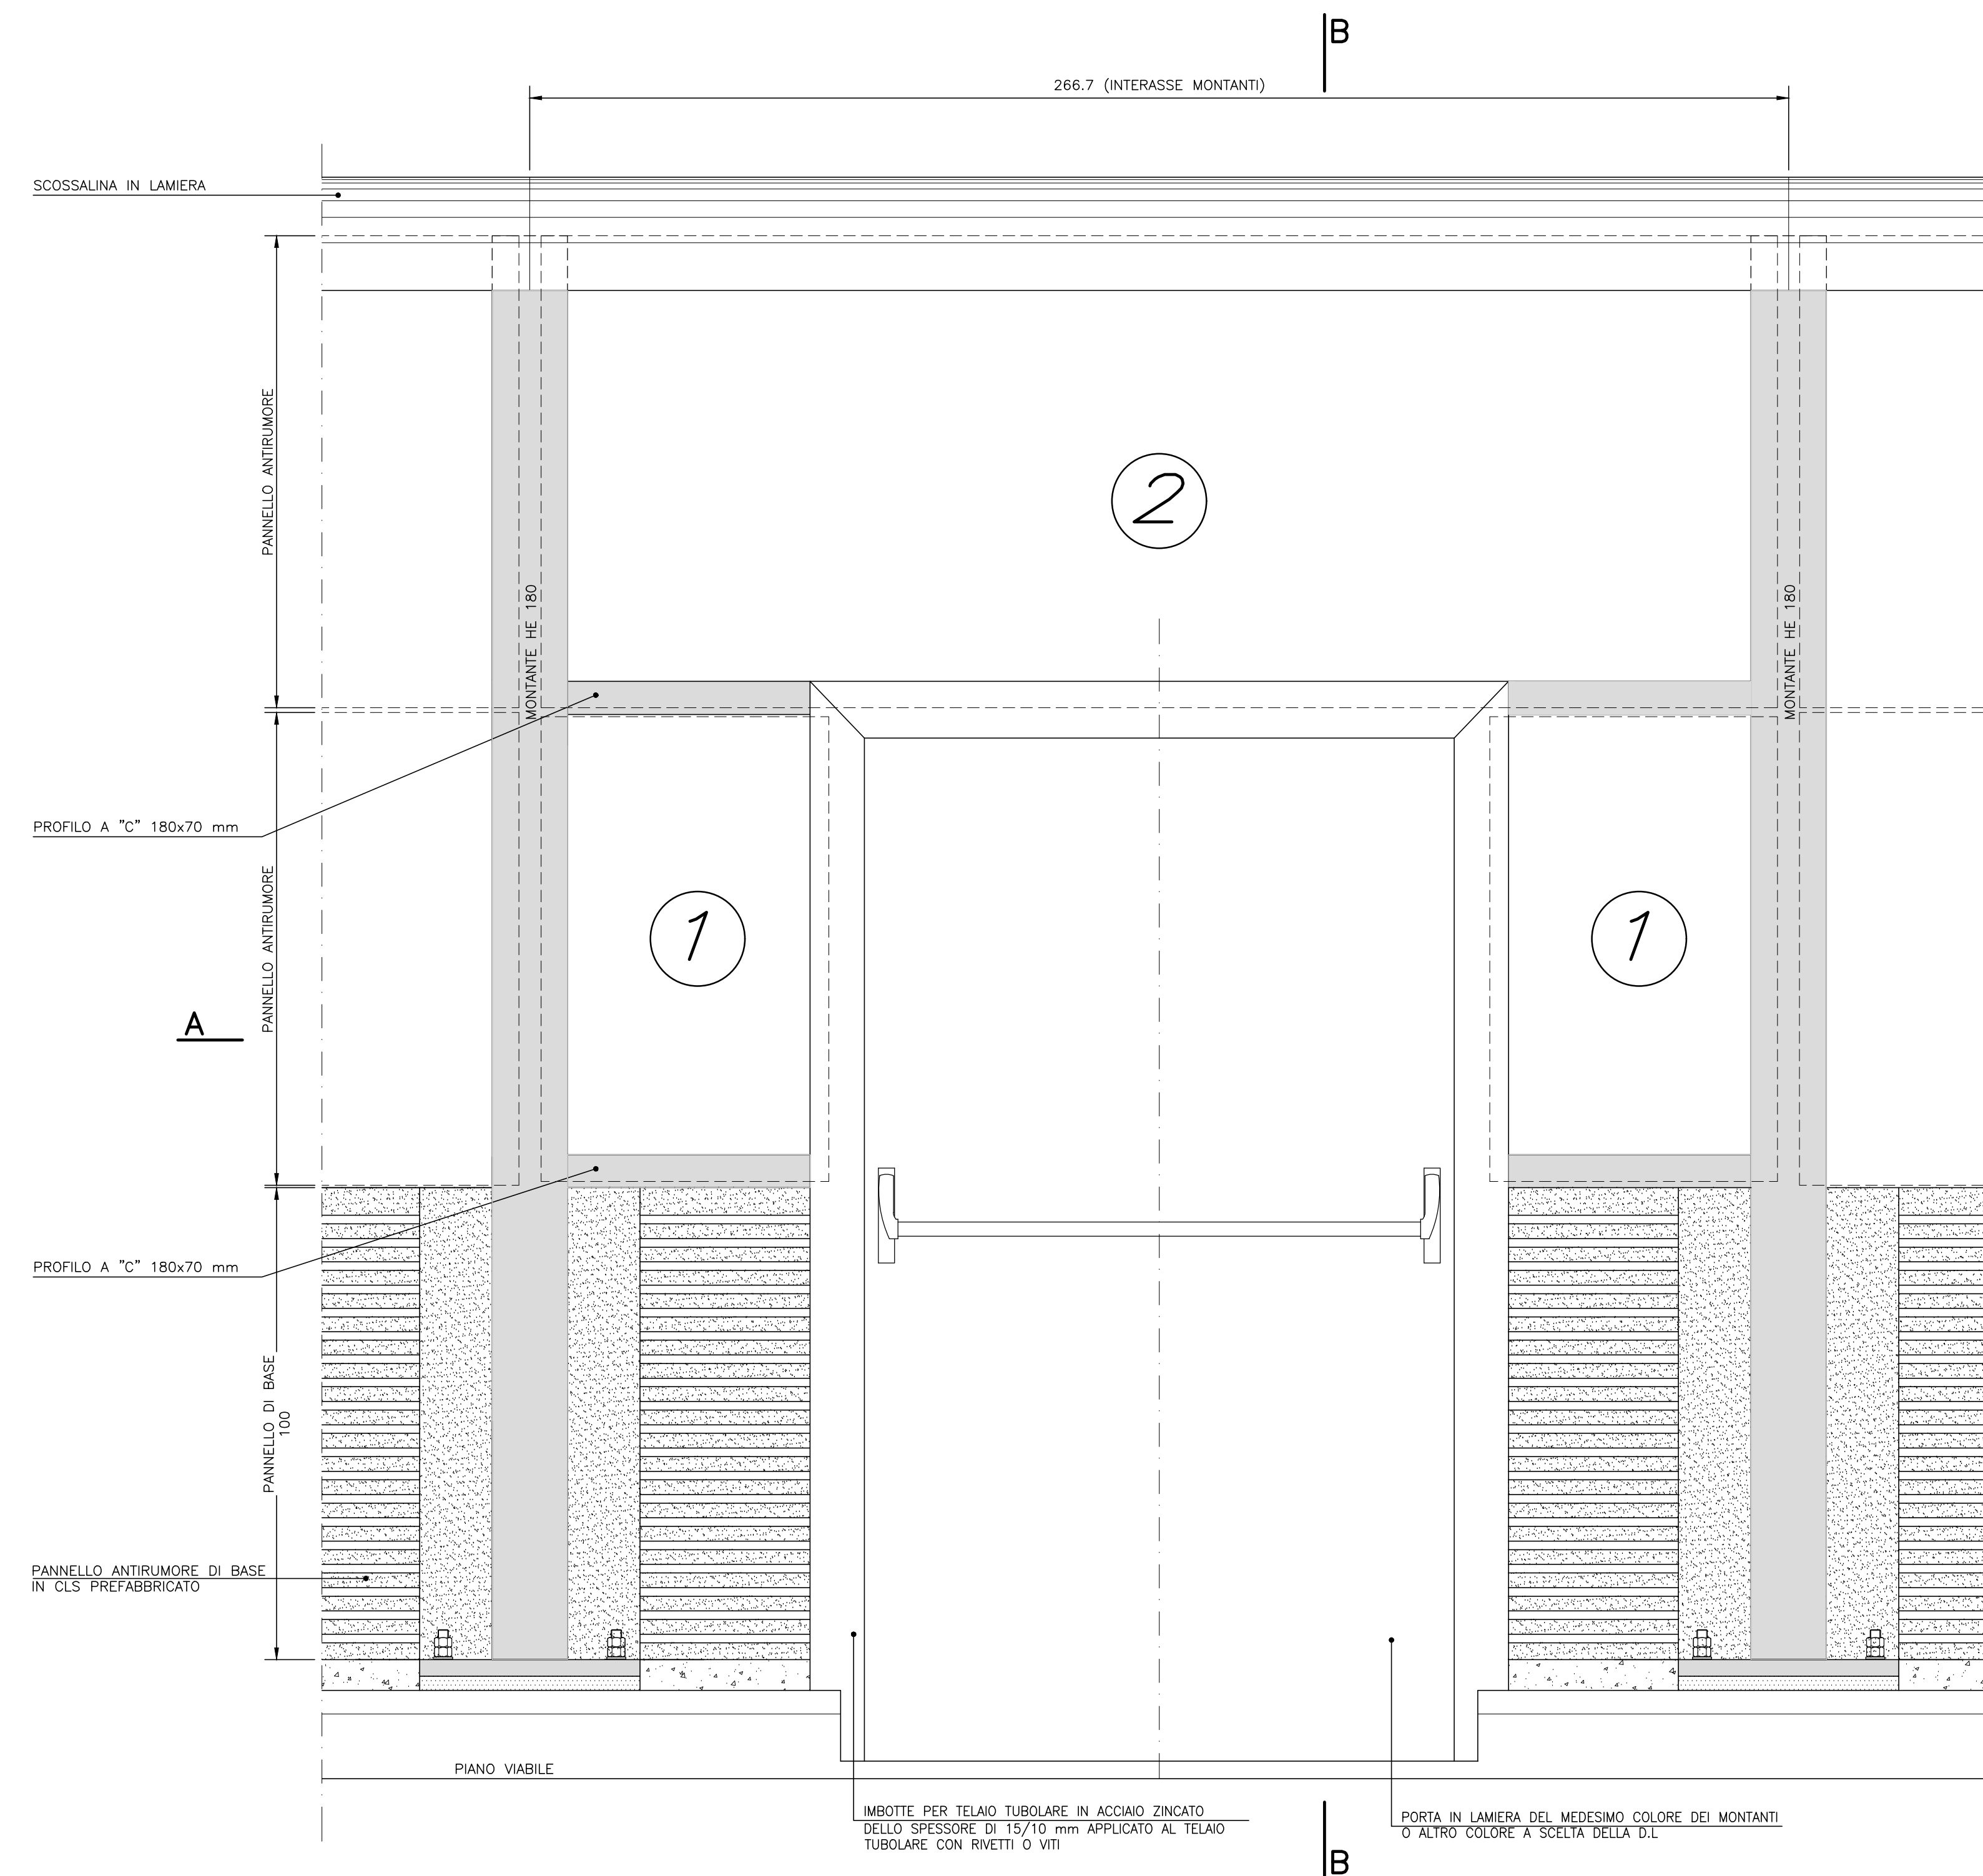 B
266.7 (INTERASSE MONTANTI)
SCOSSALINA IN LAMIERA
PANNELLO ANTIRUMORE
2
MONTANTE HE 180
MONTANTE HE 180
PROFILO A "C" 180x70 mm
PANNELLO ANTIRUMORE
1
1
A
PROFILO A "C" 180x70 mm
PANNELLO DI BASE
100
PANNELLO ANTIRUMORE DI BASE
IN CLS PREFABBRICATO
PIANO VIABILE
IMBOTTE PER TELAIO TUBOLARE IN ACCIAIO ZINCATO
DELLO SPESSORE DI 15/10 mm APPLICATO AL TELAIO
TUBOLARE CON RIVETTI O VITI
PORTA IN LAMIERA DEL MEDESIMO COLORE DEI MONTANTI
O ALTRO COLORE A SCELTA DELLA D.L
B